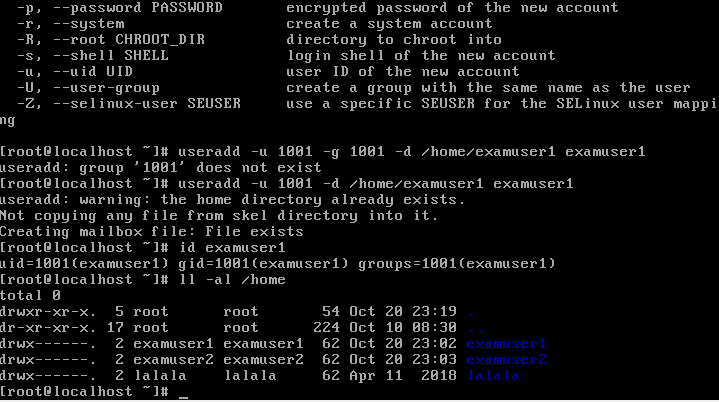 -p, --password PASSWORD       encrypted password of the new account
-r, --system                  create a system account
-R, --root CHROOT_DIR         directory to chroot into
-s, --shell SHELL             login shell of the new account
-u, --uid UID                 user ID of the new account
-U, --user-group              create a group with the same name as the user
-Z, --selinux-user SEUSER     use a specific SEUSER for the SELinux user mappi
ng
[root@localhost ~]# useradd -u 1001 -g 1001 -d /home/examuser1 examuser1
useradd: group '1001' does not exist
[root@localhost ~]# useradd -u 1001 -d /home/examuser1 examuser1
useradd: warning: the home directory already exists.
Not copying any file from skel directory into it.
Creating mailbox file: File exists
[root@localhost ~]# id examuser1
uid=1001(examuser1) gid=1001(examuser1) groups=1001(examuser1)
[root@localhost ~]# ll -al /home
total 0
drwxr-xr-x.  5 root      root       54 Oct 20 23:19 .
dr-xr-xr-x. 17 root      root      224 Oct 10 08:30 ..
drwx------.  2 examuser1 examuser1  62 Oct 20 23:02 examuser1
drwx------.  2 examuser2 examuser2  62 Oct 20 23:03 examuser2
drwx------.  2 lalala    lalala     62 Apr 11  2018 lalala
[root@localhost ~]# _